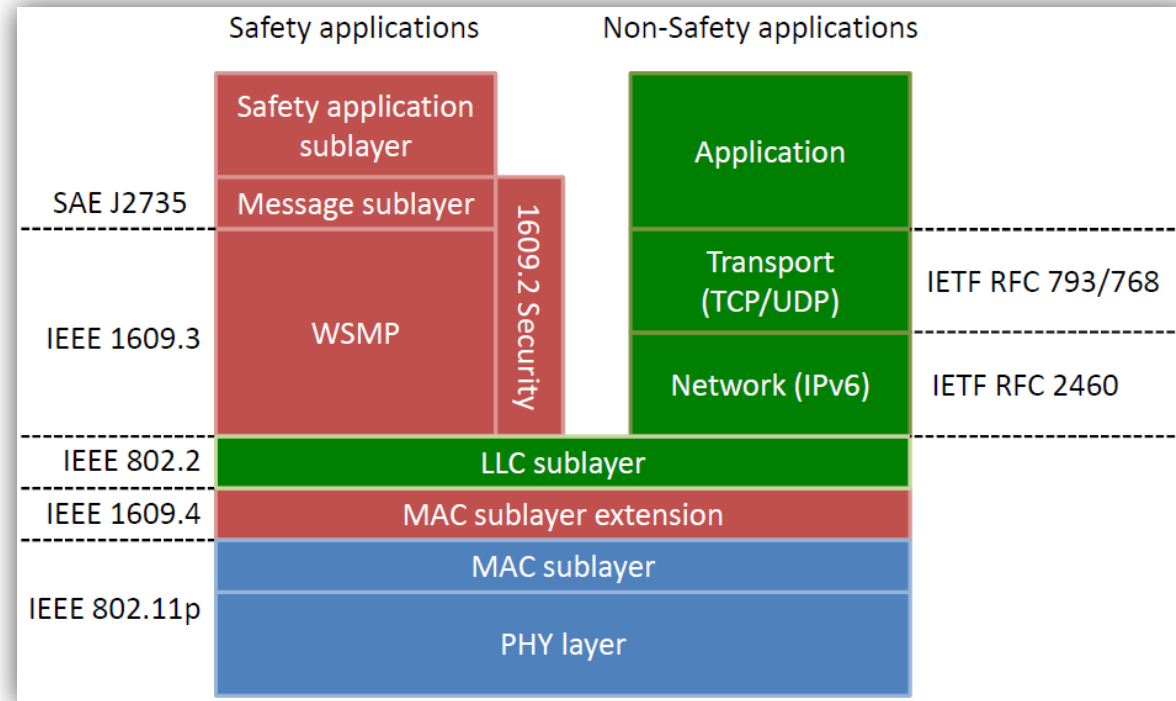 Safety applications
Non-Safety applications
Safety application
sublayer
Application
SAE J2735
Message sublayer
1609.2 Security
Transport
(TCP/UDP)
IETF RFC 793/768
IEEE 1609.3
WSMP
Network (IPv6)
IETF RFC 2460
IEEE 802.2
LLC sublayer
IEEE 1609.4
MAC sublayer extension
MAC sublayer
IEEE 802.11p
PHY layer